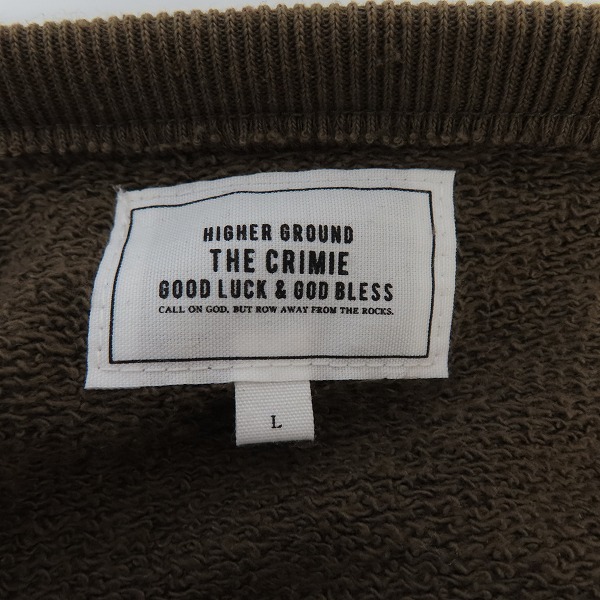 HIGHER GROUND
THE CRIMIE
GOOD LUCK & GOD BLESS
CALL ON GOD, BUT ROW AWAY FROM THE ROCKS.
L